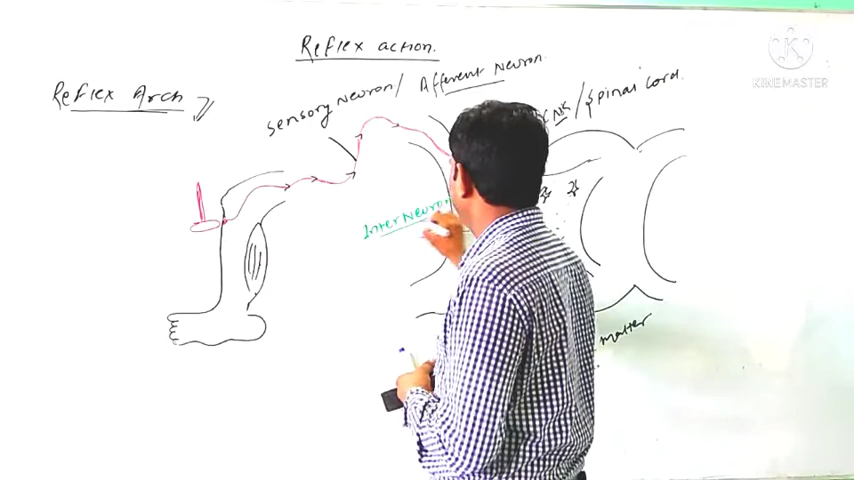 Reflex action.
Reflex Arch
Sensory Neuron/ Afferent Neuron.
/ Spinal Cord.
Inter Neuron
matter
K
KINEMASTER